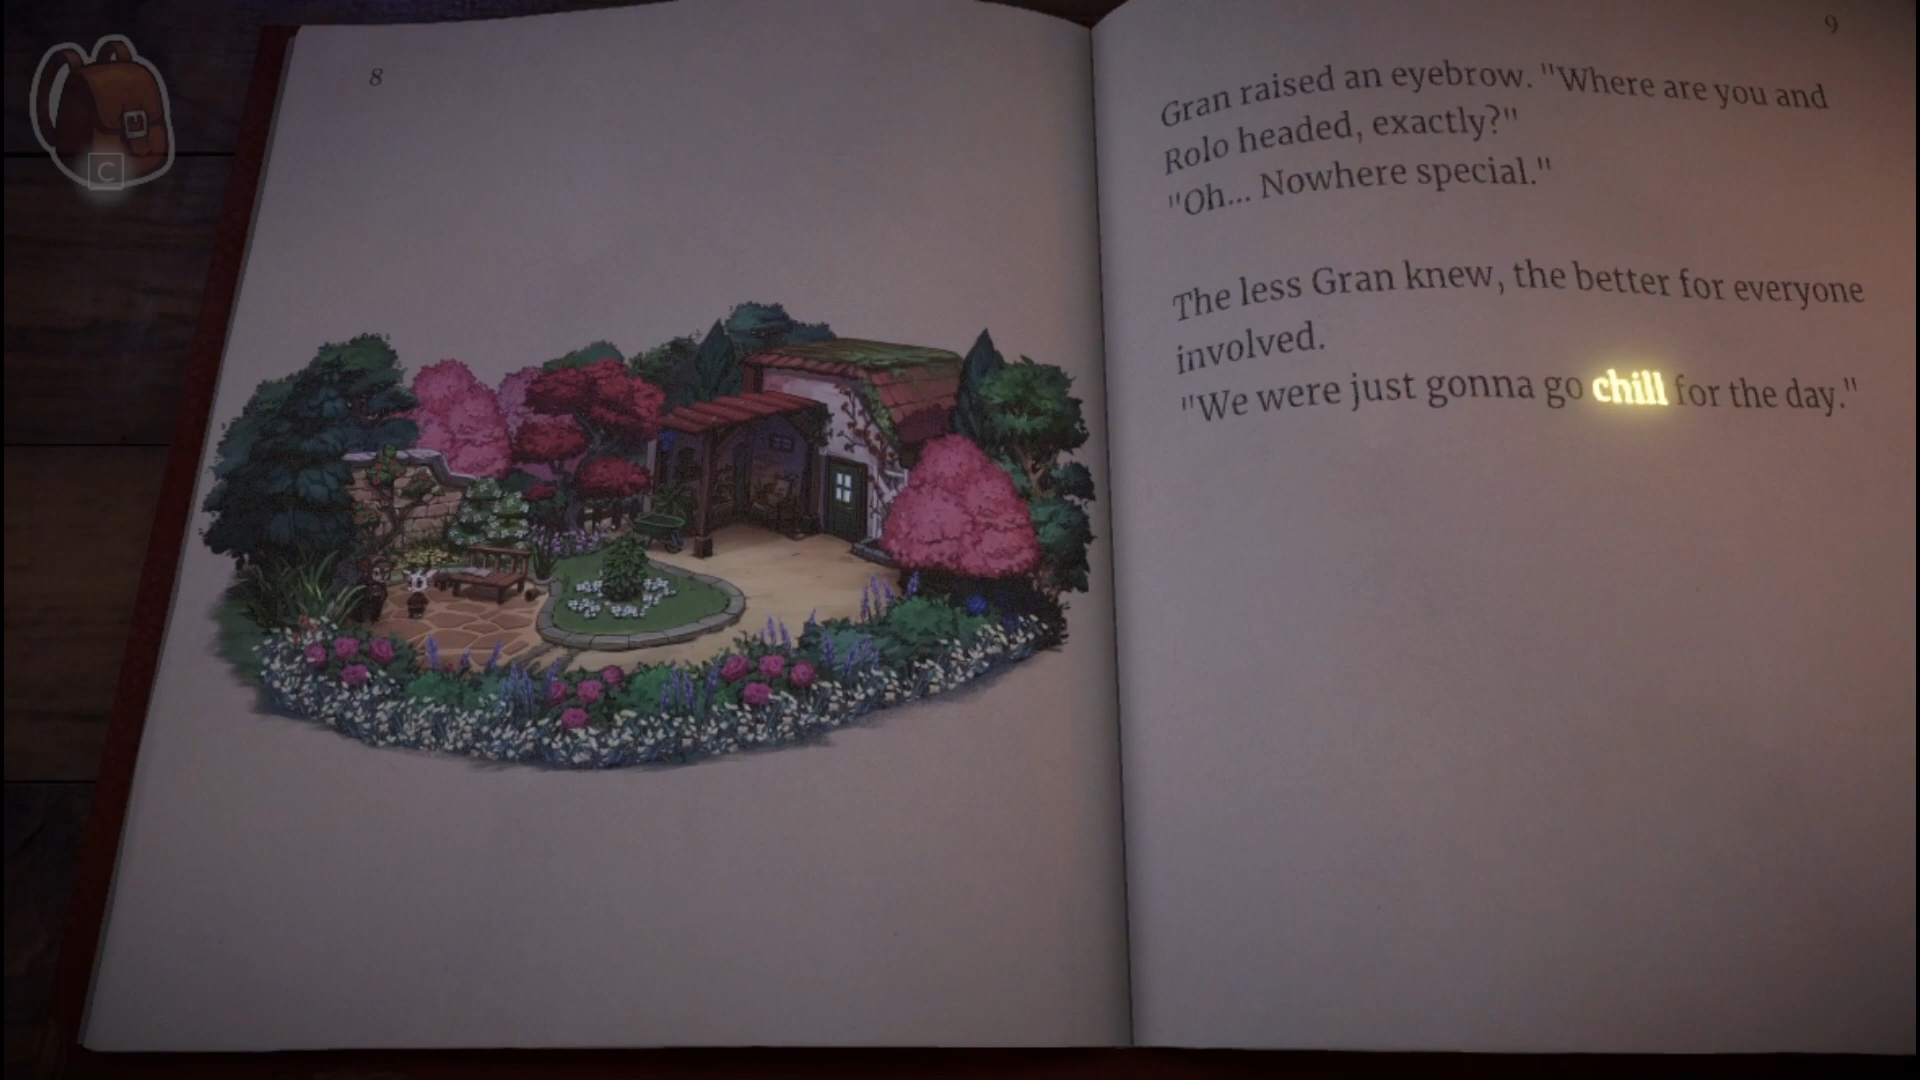 C
8
9
Gran raised an eyebrow. "Where are you and
Rolo headed, exactly?"
"Oh... Nowhere special."
The less Gran knew, the better for everyone
involved.
"We were just gonna go chill for the day."